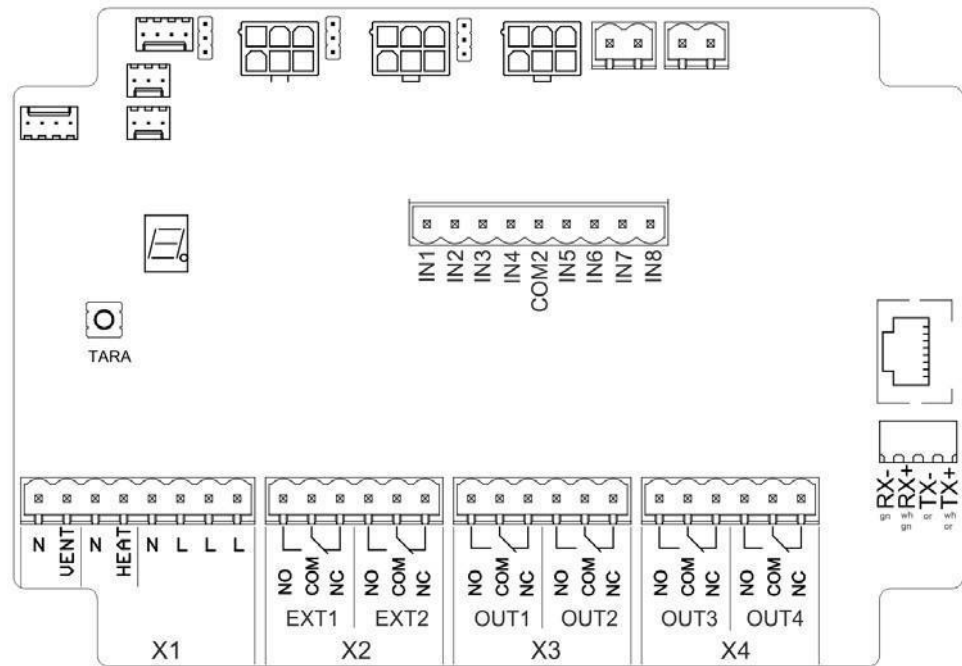 IN1 IN2 IN3 IN4 COM2 IN5 IN6 IN7 IN8
TARA
RX- RX+ TX- TX+
gn wh gn or wh or
N VENT N HEAT N L L L
NO COM NC NO COM NC NO COM NC NO COM NC NO COM NC NO COM NC
EXT1 EXT2 OUT1 OUT2 OUT3 OUT4
X1 X2 X3 X4